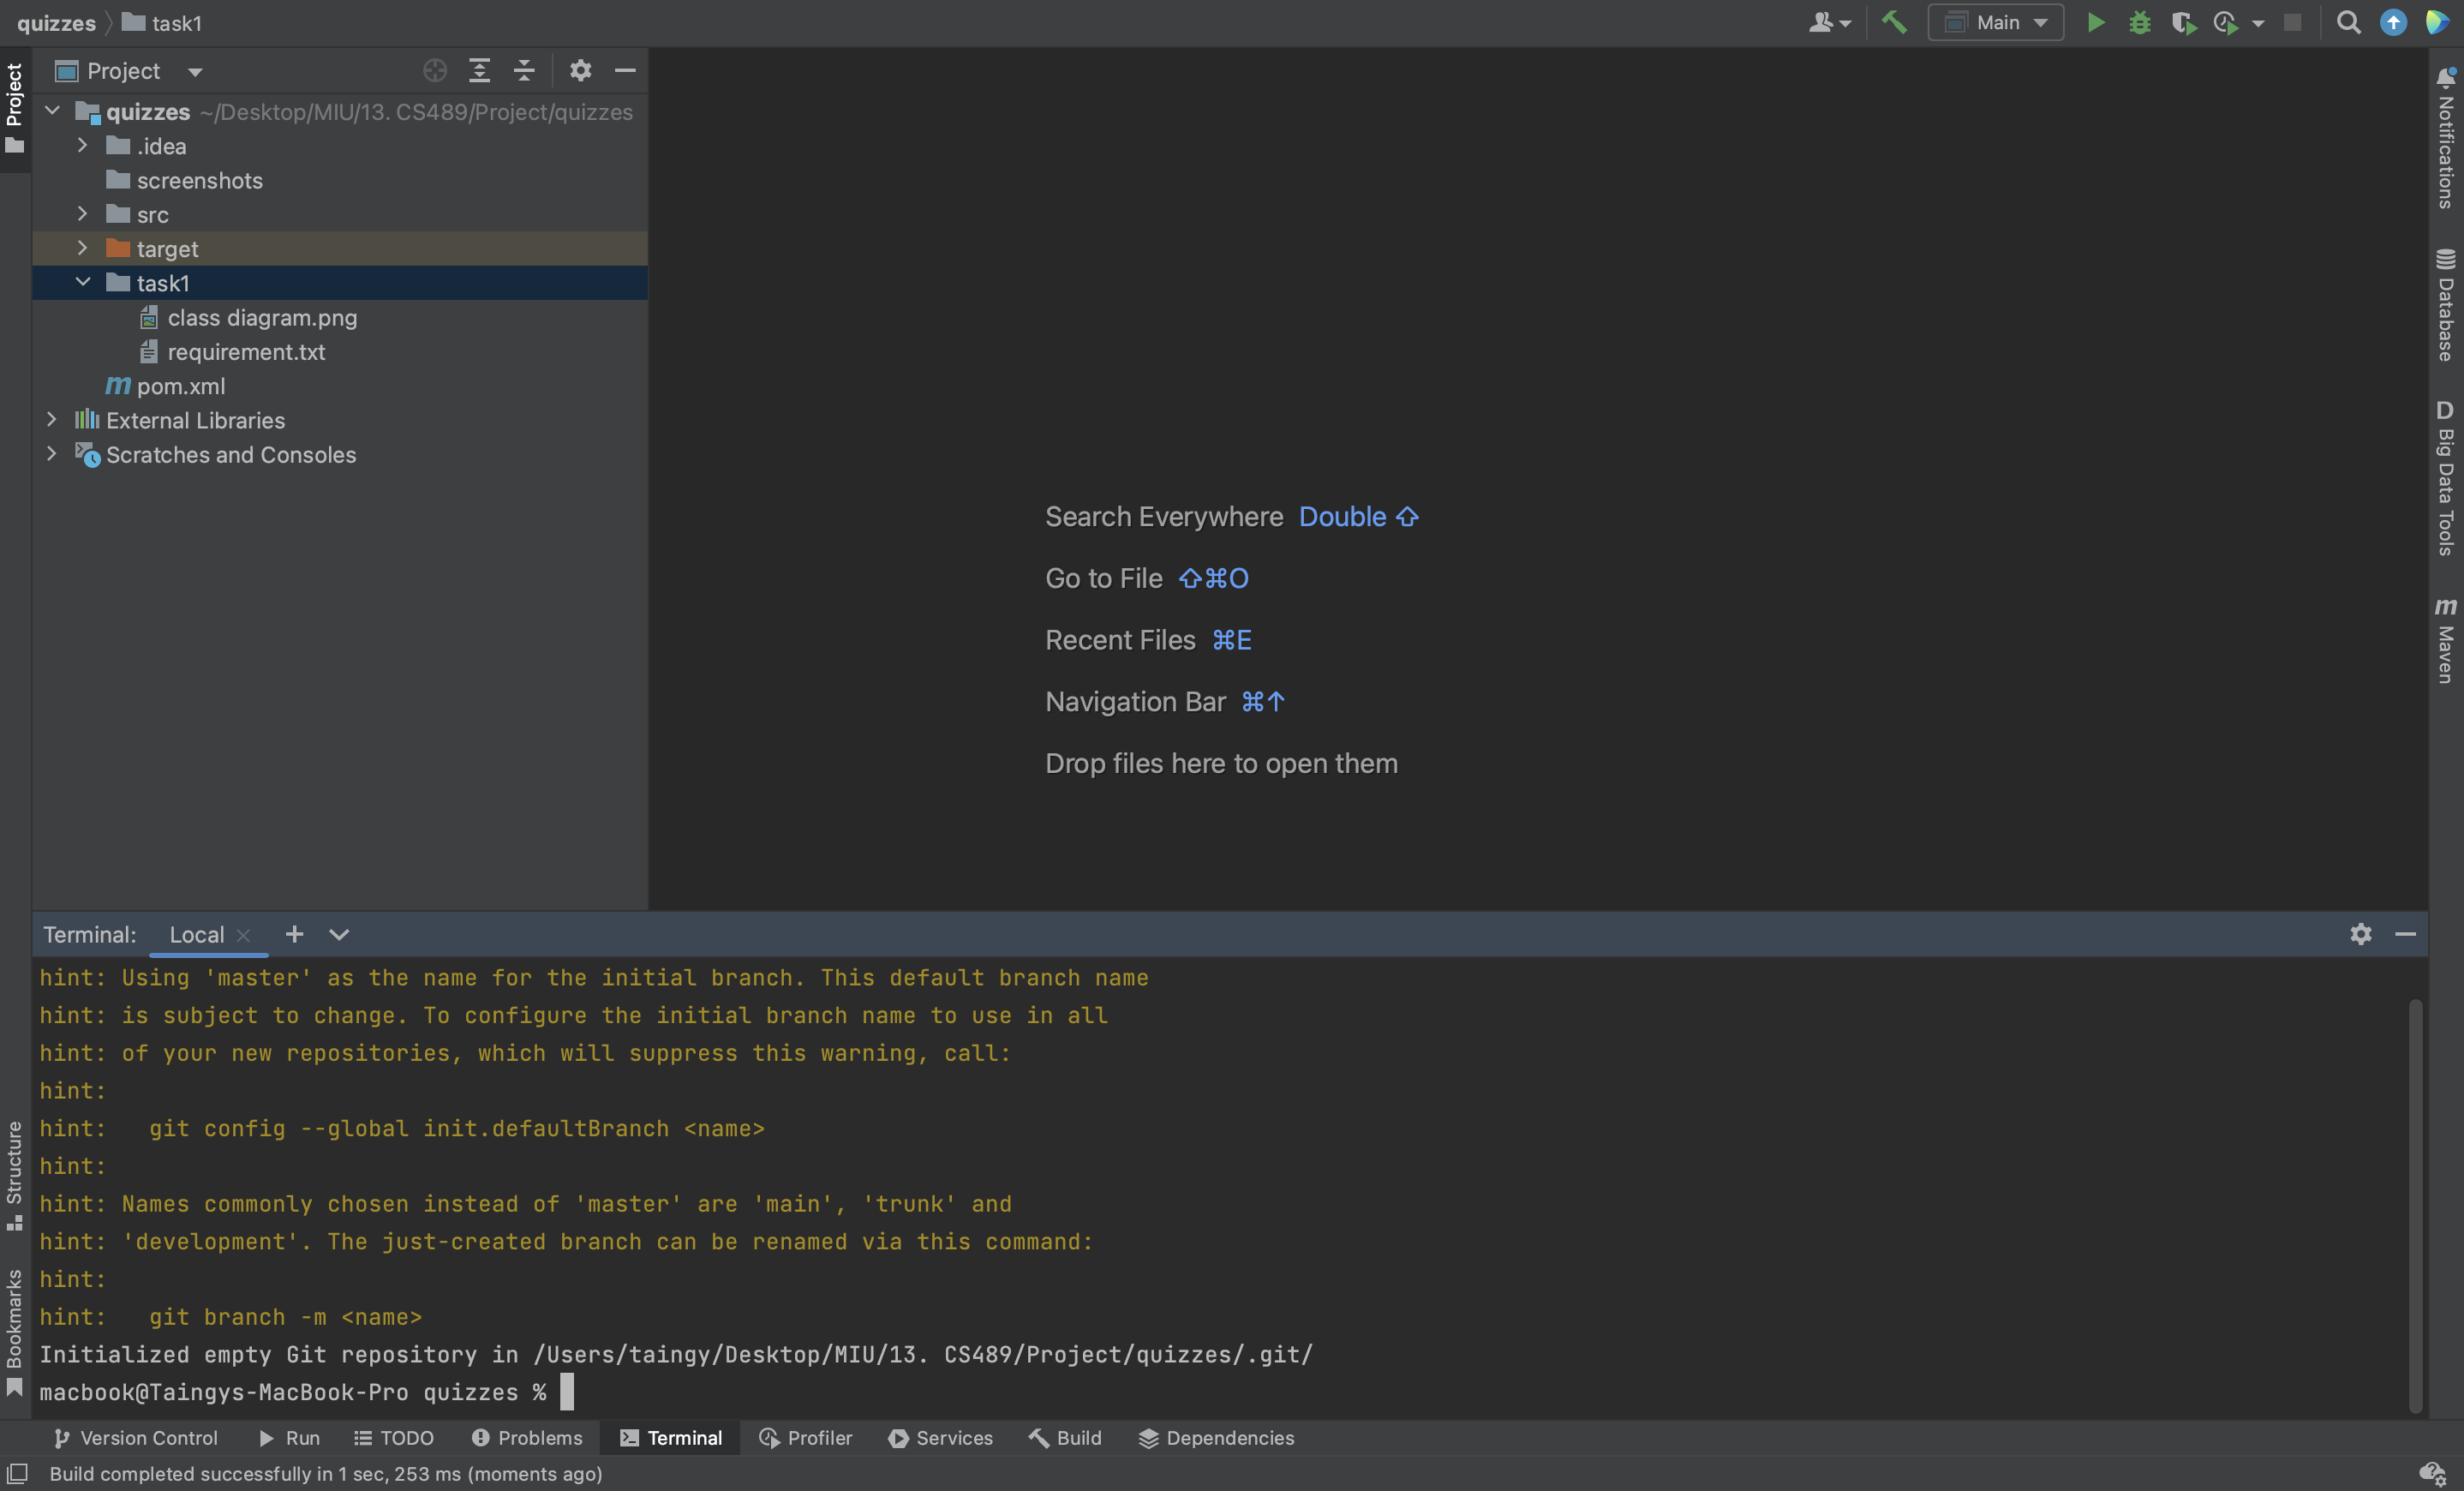 quizzes task1
Main
Project
quizzes ~/Desktop/MIU/13. CS489/Project/quizzes
.idea
screenshots
src
target
task1
class diagram.png
requirement.txt
m pom.xml
External Libraries
Scratches and Consoles
Project
Structure
Bookmarks
Search Everywhere Double ⇧
Go to File ⇧⌘O
Recent Files ⌘E
Navigation Bar ⌘↑
Drop files here to open them
Notifications
Database
D Big Data Tools
m Maven
Terminal: Local
hint: Using 'master' as the name for the initial branch. This default branch name
hint: is subject to change. To configure the initial branch name to use in all
hint: of your new repositories, which will suppress this warning, call:
hint:
hint:   git config --global init.defaultBranch <name>
hint:
hint: Names commonly chosen instead of 'master' are 'main', 'trunk' and
hint: 'development'. The just-created branch can be renamed via this command:
hint:
hint:   git branch -m <name>
Initialized empty Git repository in /Users/taingy/Desktop/MIU/13. CS489/Project/quizzes/.git/
macbook@Taingys-MacBook-Pro quizzes %
Version Control Run TODO Problems Terminal Profiler Services Build Dependencies
Build completed successfully in 1 sec, 253 ms (moments ago)